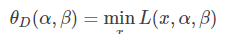 θ_D(α, β) = min_x L(x, α, β)